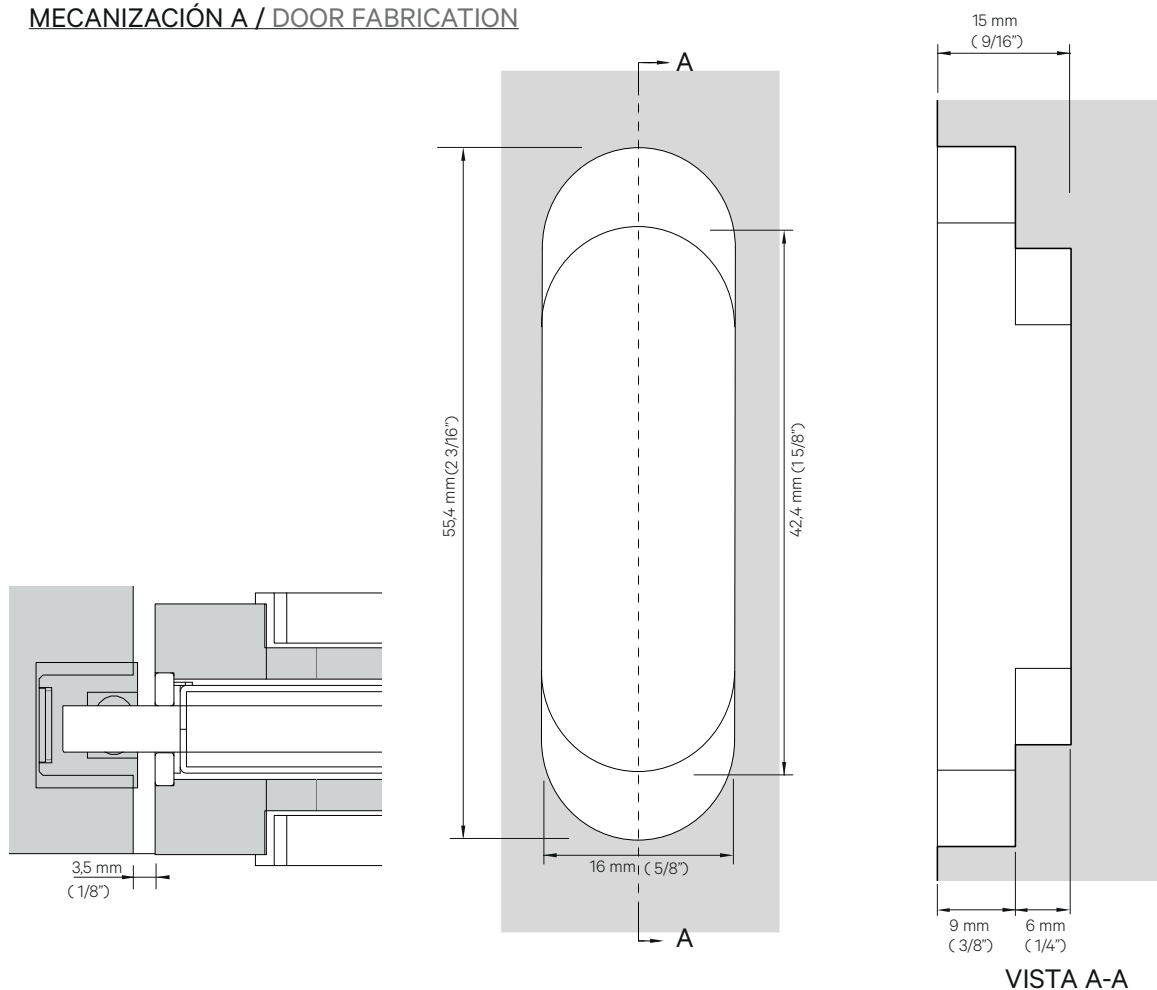 MECANIZACIÓN A / DOOR FABRICATION
15 mm
( 9/16")
A
55,4 mm(2 3/16")
42,4 mm (1 5/8")
3,5 mm
( 1/8")
16 mm ( 5/8")
A
9 mm
( 3/8")
6 mm
( 1/4")
VISTA A-A